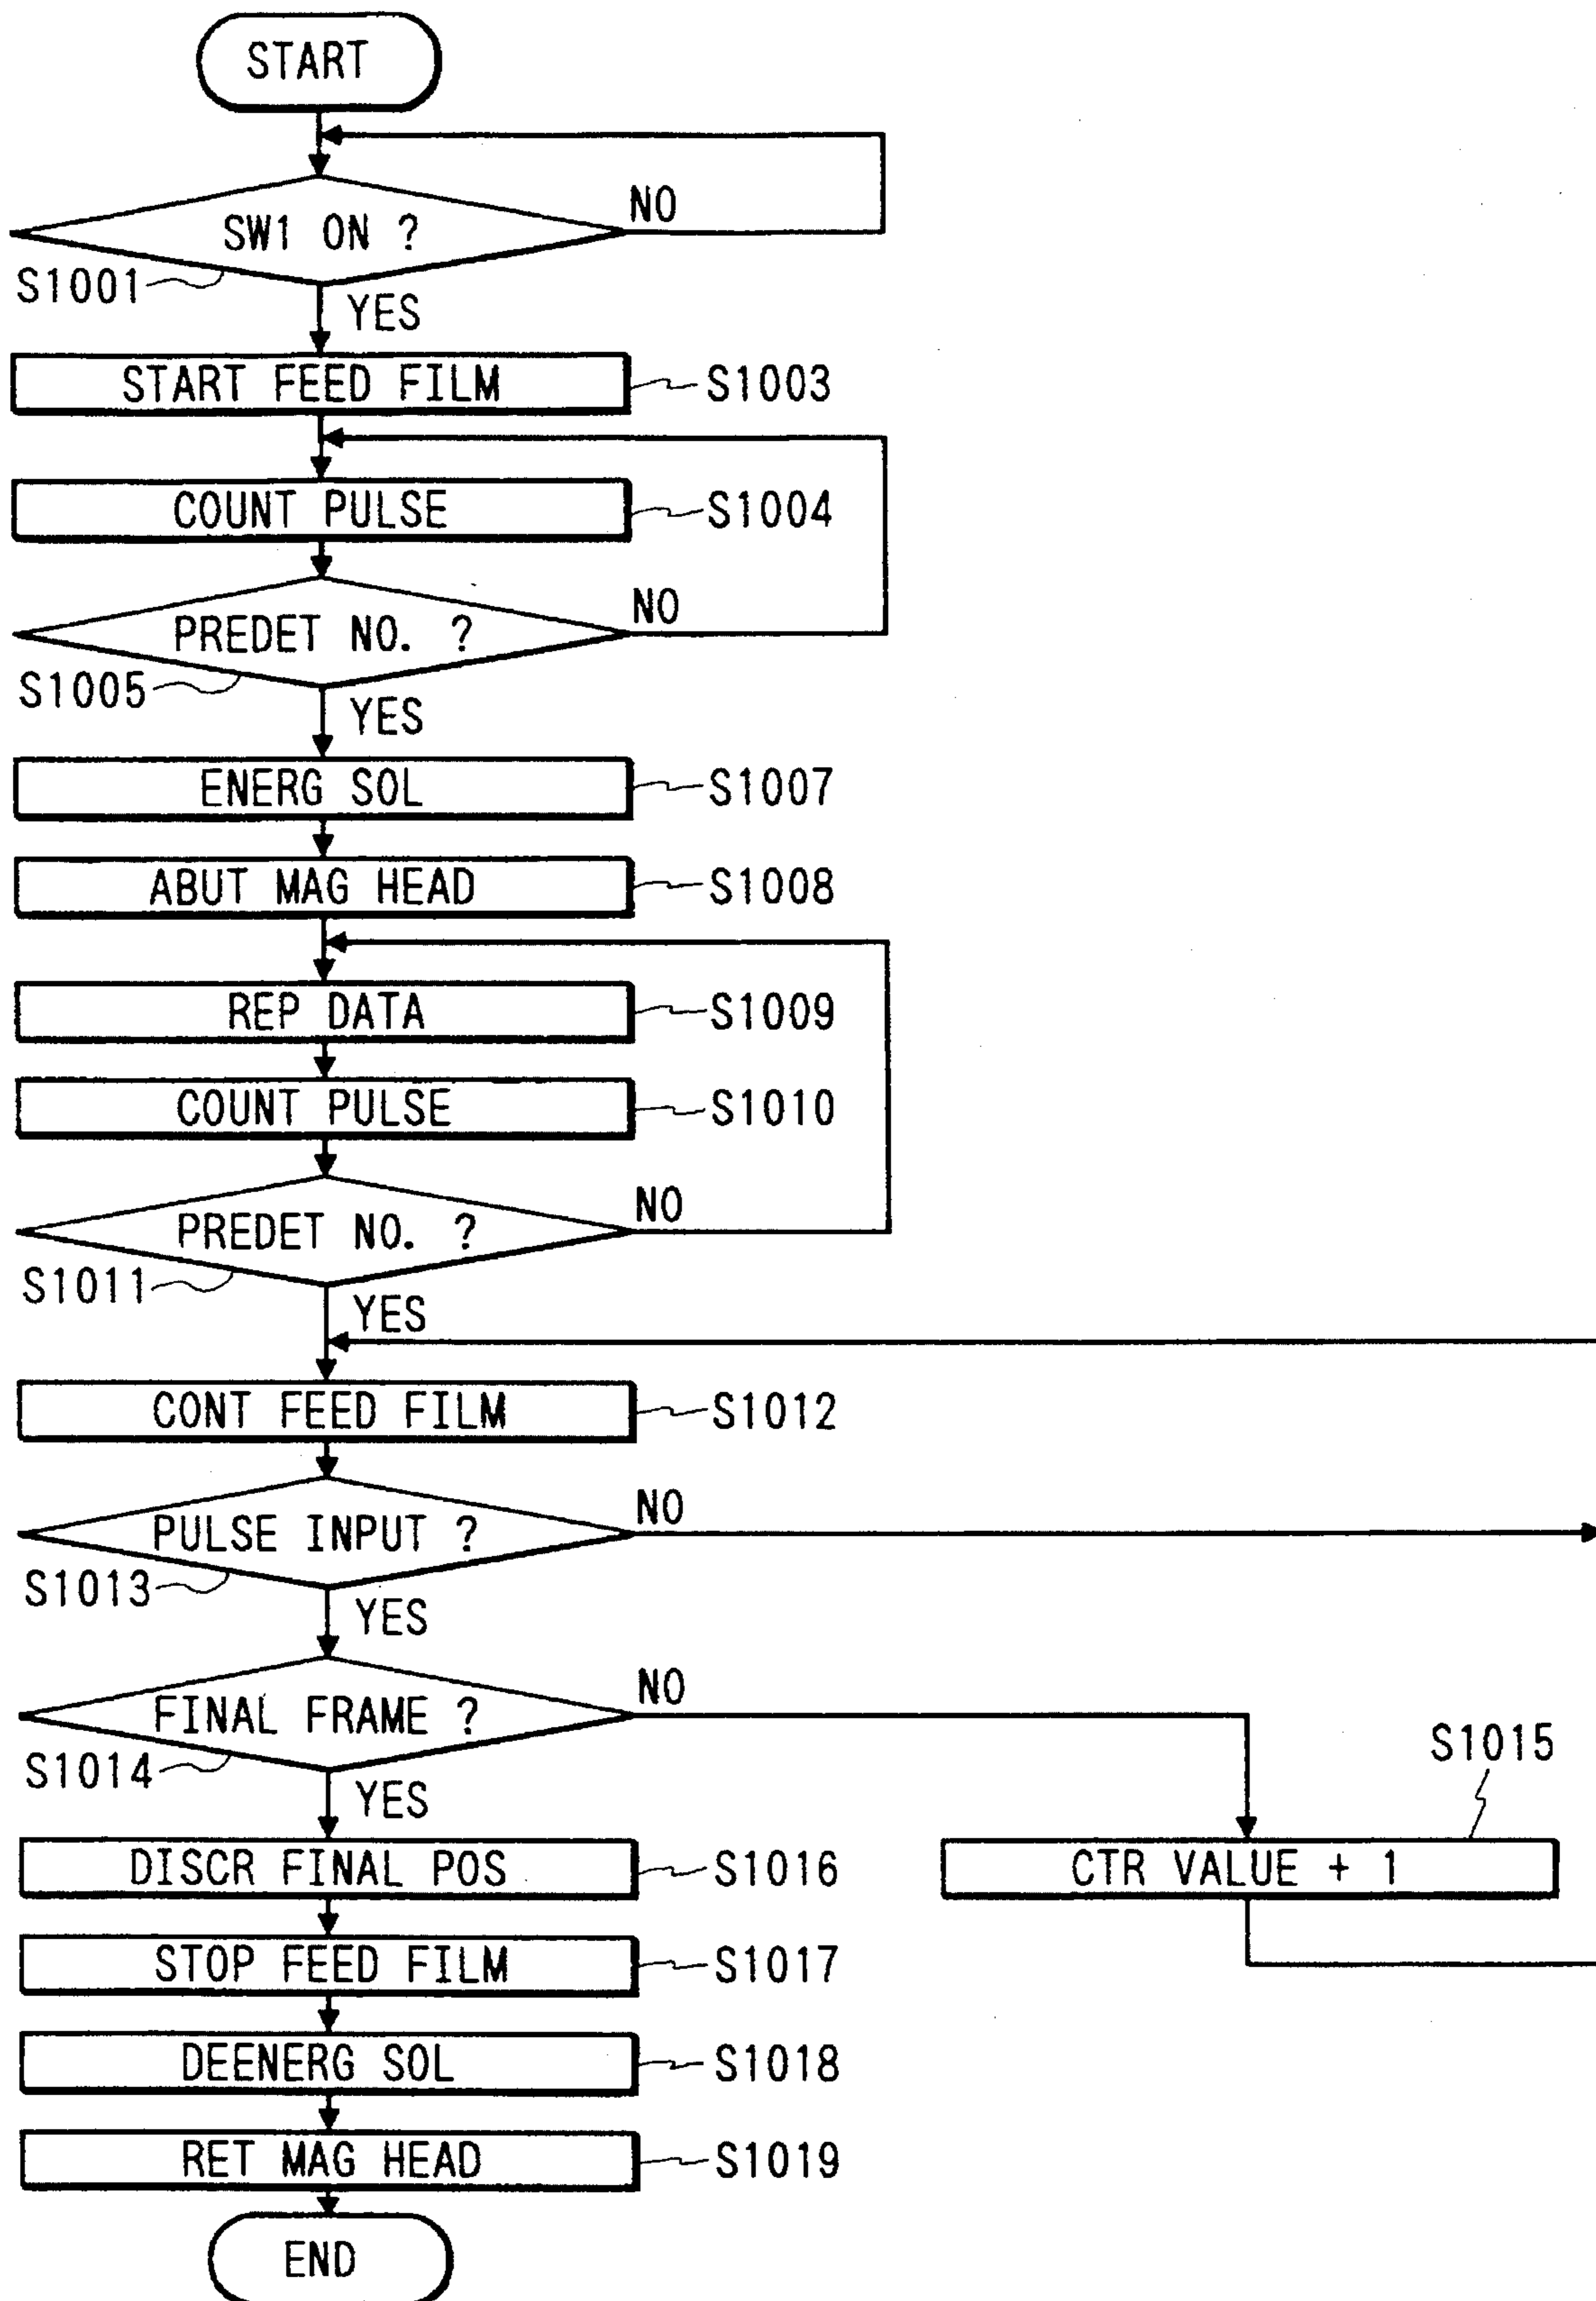 START
SW1 ON ?
NO
S1001
YES
START FEED FILM
S1003
COUNT PULSE
S1004
PREDET NO. ?
NO
S1005
YES
ENERG SOL
S1007
ABUT MAG HEAD
S1008
REP DATA
S1009
COUNT PULSE
S1010
PREDET NO. ?
NO
S1011
YES
CONT FEED FILM
S1012
PULSE INPUT ?
NO
S1013
YES
FINAL FRAME ?
NO
S1014
YES
S1015
CTR VALUE + 1
DISCR FINAL POS
S1016
STOP FEED FILM
S1017
DEENERG SOL
S1018
RET MAG HEAD
S1019
END